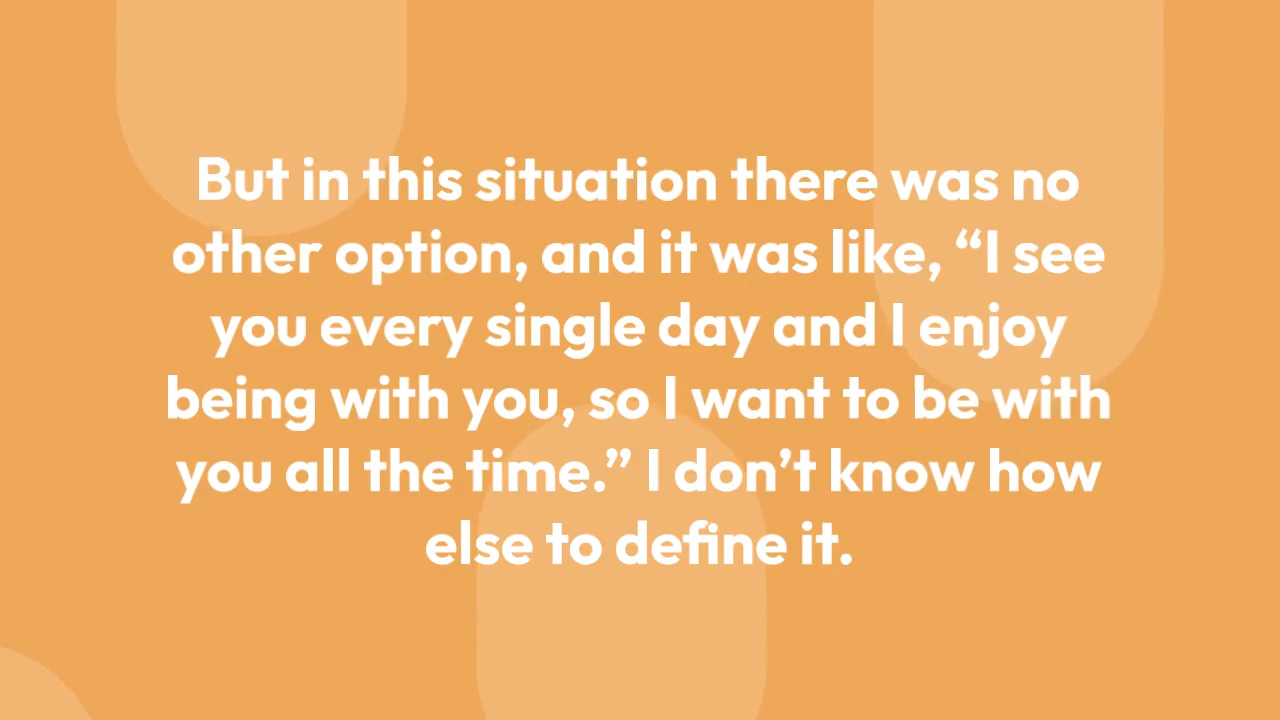 But in this situation there was no
other option, and it was like, “I see
you every single day and I enjoy
being with you, so I want to be with
you all the time.” I don’t know how
else to define it.